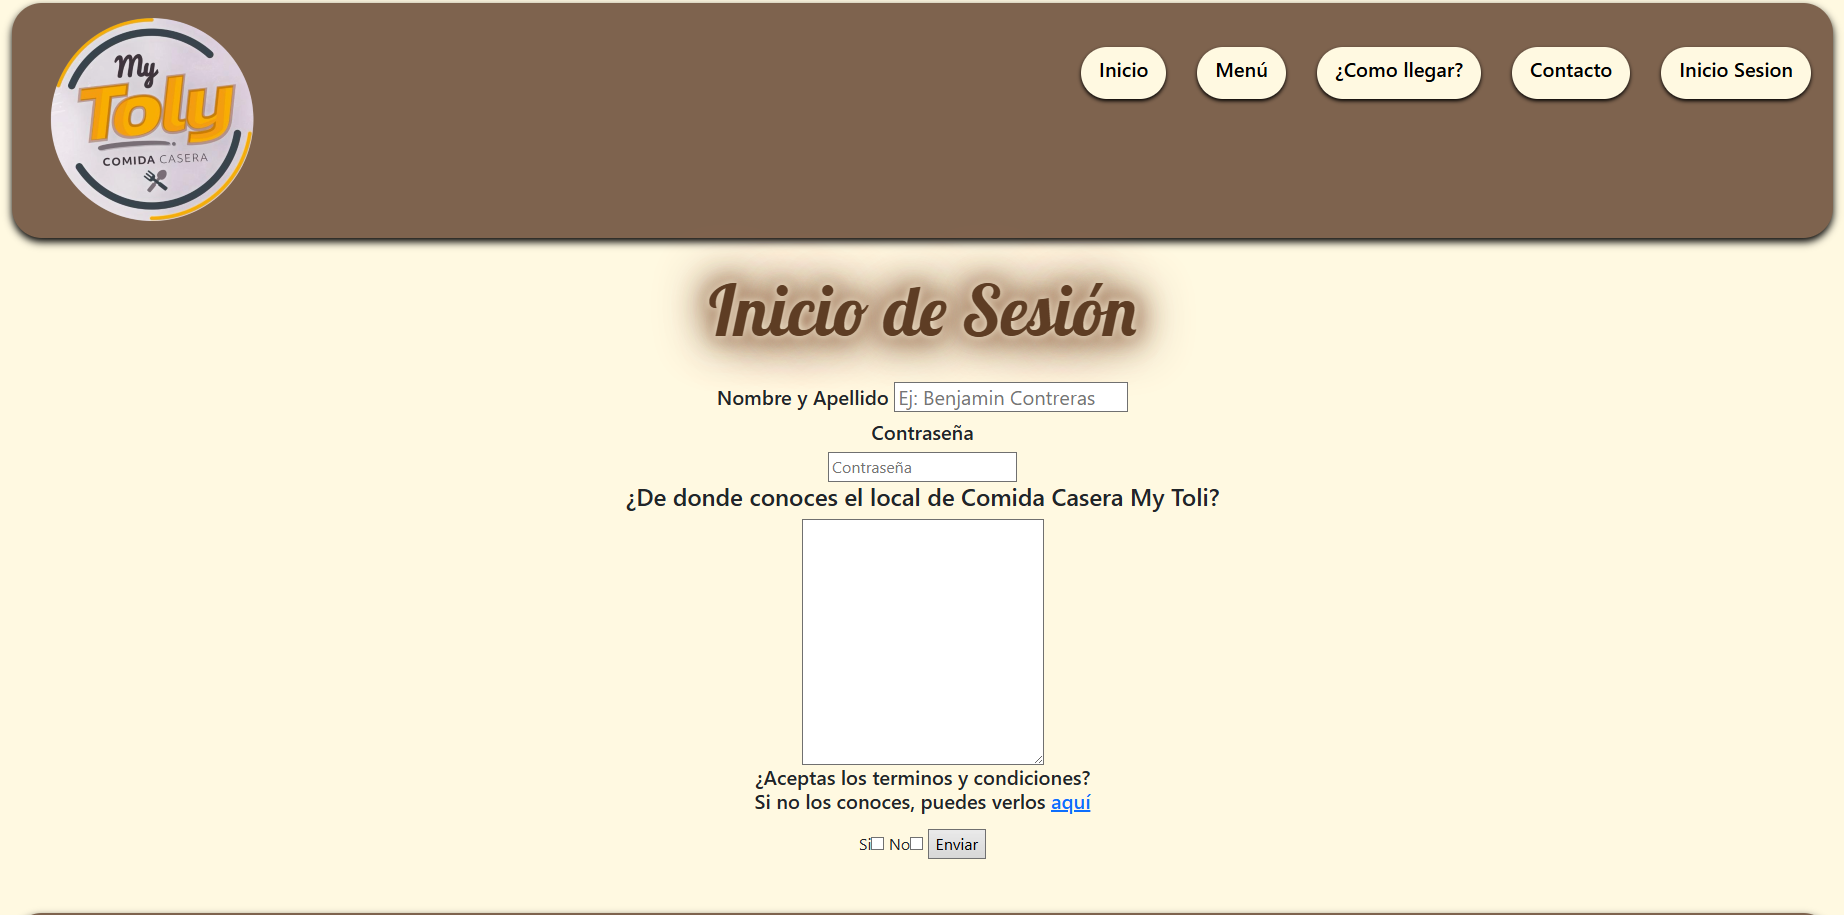 My
Toly
COMIDA CASERA
Inicio
Menú
¿Como llegar?
Contacto
Inicio Sesion
Inicio de Sesión
Nombre y Apellido Ej: Benjamin Contreras
Contraseña
Contraseña
¿De donde conoces el local de Comida Casera My Toli?
¿Aceptas los terminos y condiciones?
Si no los conoces, puedes verlos aquí
Si No Enviar